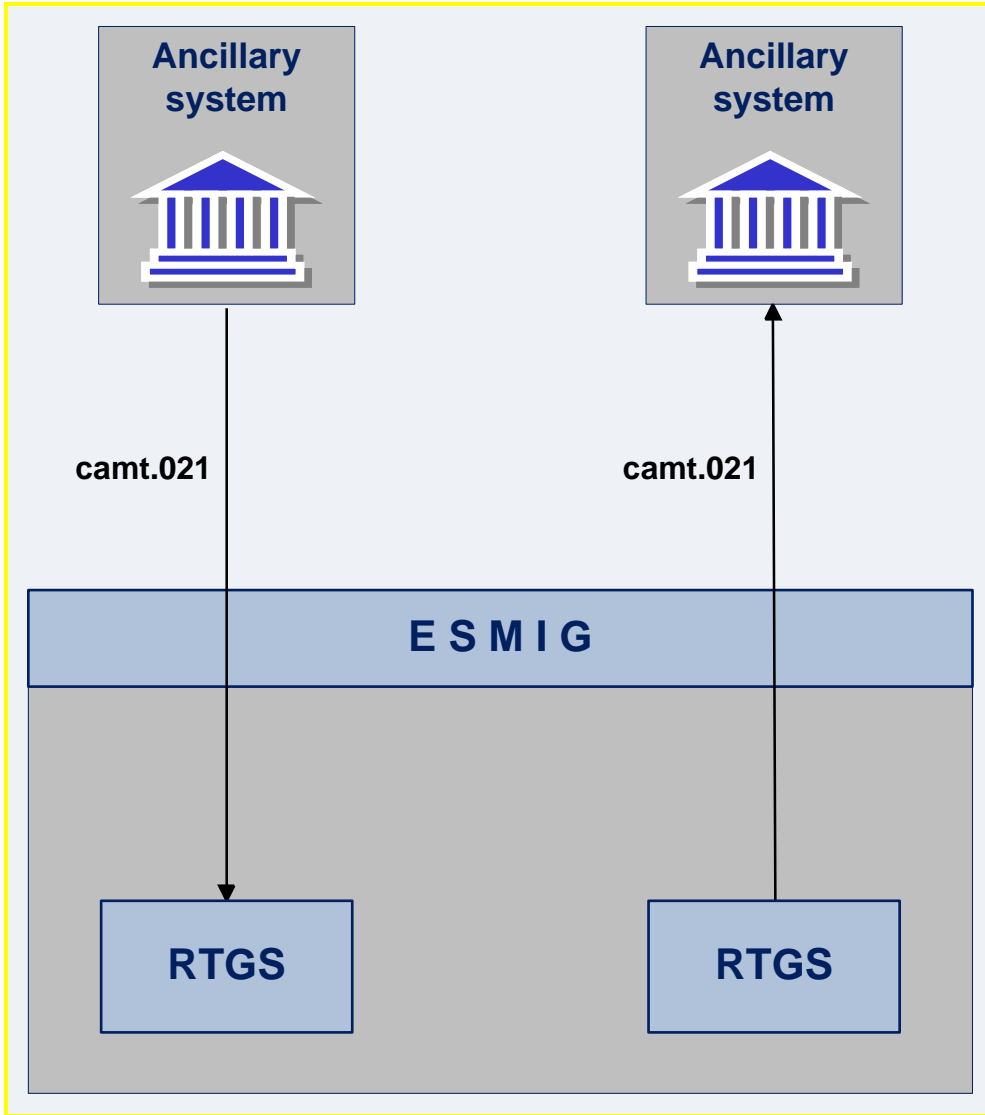 Ancillary
system
Ancillary
system
camt.021
camt.021
E S M I G
RTGS
RTGS